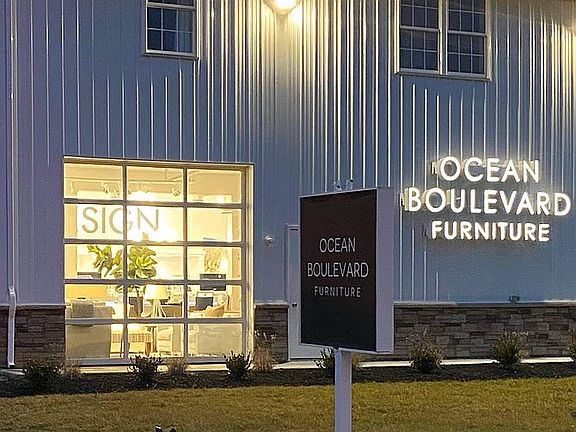 SIGN
OCEAN
BOULEVARD
FURNITURE
OCEAN
BOULEVARD
FURNITURE